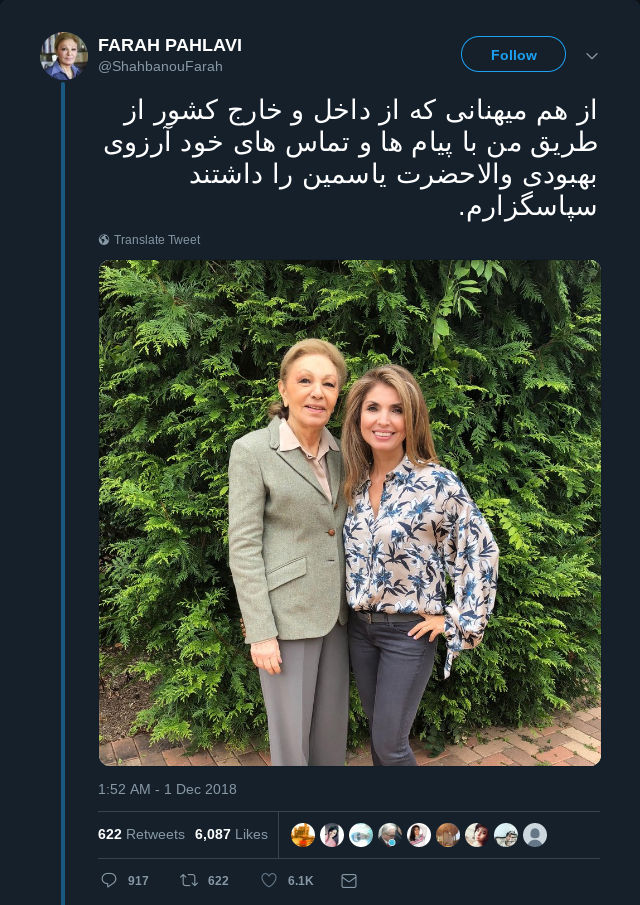 FARAH PAHLAVI
@ShahbanouFarah
Follow
از هم میهنانی که از داخل و خارج کشور از
طریق من با پیام ها و تماس های خود آرزوی
بهبودی والاحضرت یاسمین را داشتند
سپاسگزارم.
Translate Tweet
1:52 AM - 1 Dec 2018
622 Retweets 6,087 Likes
917 622 6.1K